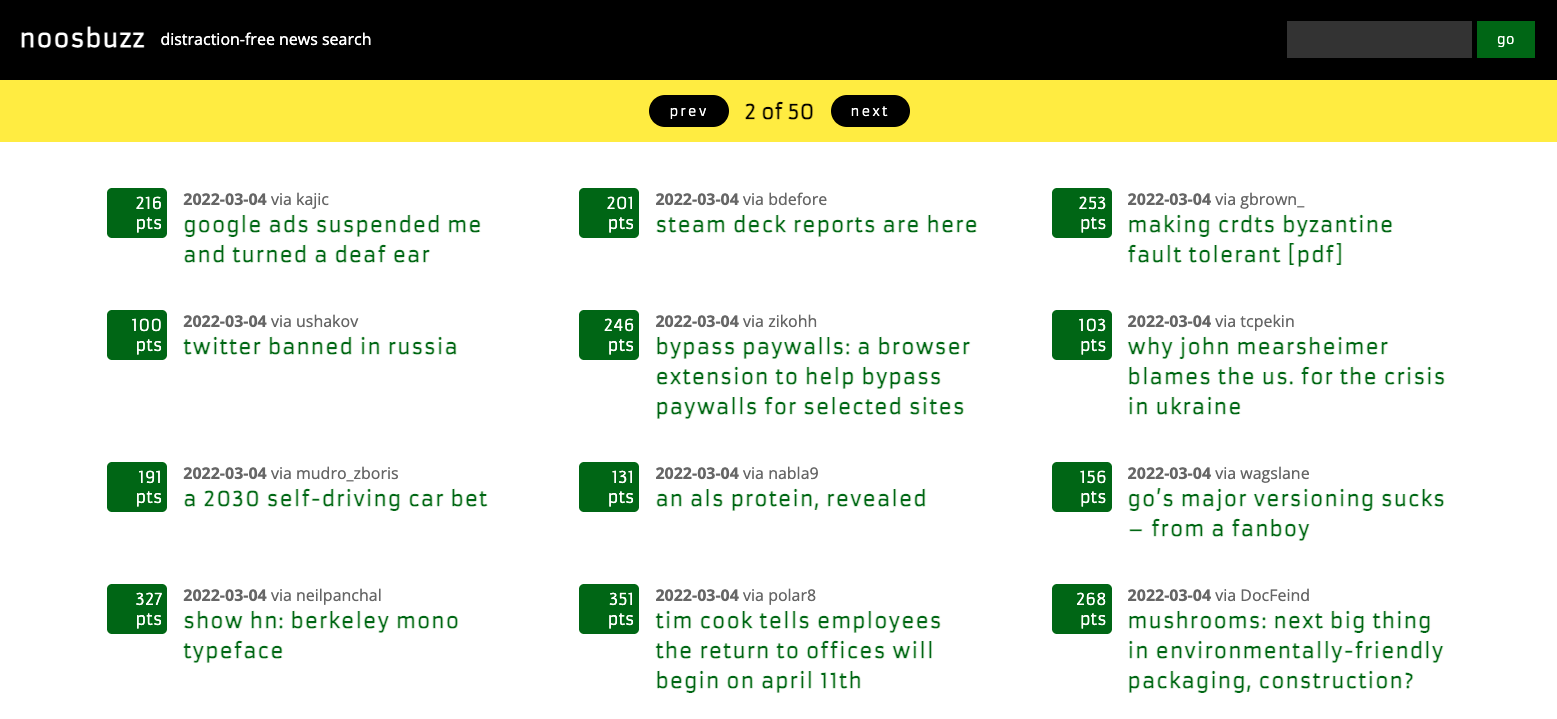 noosbuzz distraction-free news search
go
prev 2 of 50 next
216
pts
2022-03-04 via kajic
google ads suspended me
and turned a deaf ear
201
pts
2022-03-04 via bdefore
steam deck reports are here
253
pts
2022-03-04 via gbrown_
making crdts byzantine
fault tolerant [pdf]
100
pts
2022-03-04 via ushakov
twitter banned in russia
246
pts
2022-03-04 via zikohh
bypass paywalls: a browser
extension to help bypass
paywalls for selected sites
103
pts
2022-03-04 via tcpekin
why john mearsheimer
blames the us. for the crisis
in ukraine
191
pts
2022-03-04 via mudro_zboris
a 2030 self-driving car bet
131
pts
2022-03-04 via nabla9
an als protein, revealed
156
pts
2022-03-04 via wagslane
go’s major versioning sucks
– from a fanboy
327
pts
2022-03-04 via neilpanchal
show hn: berkeley mono
typeface
351
pts
2022-03-04 via polar8
tim cook tells employees
the return to offices will
begin on april 11th
268
pts
2022-03-04 via DocFeind
mushrooms: next big thing
in environmentally-friendly
packaging, construction?